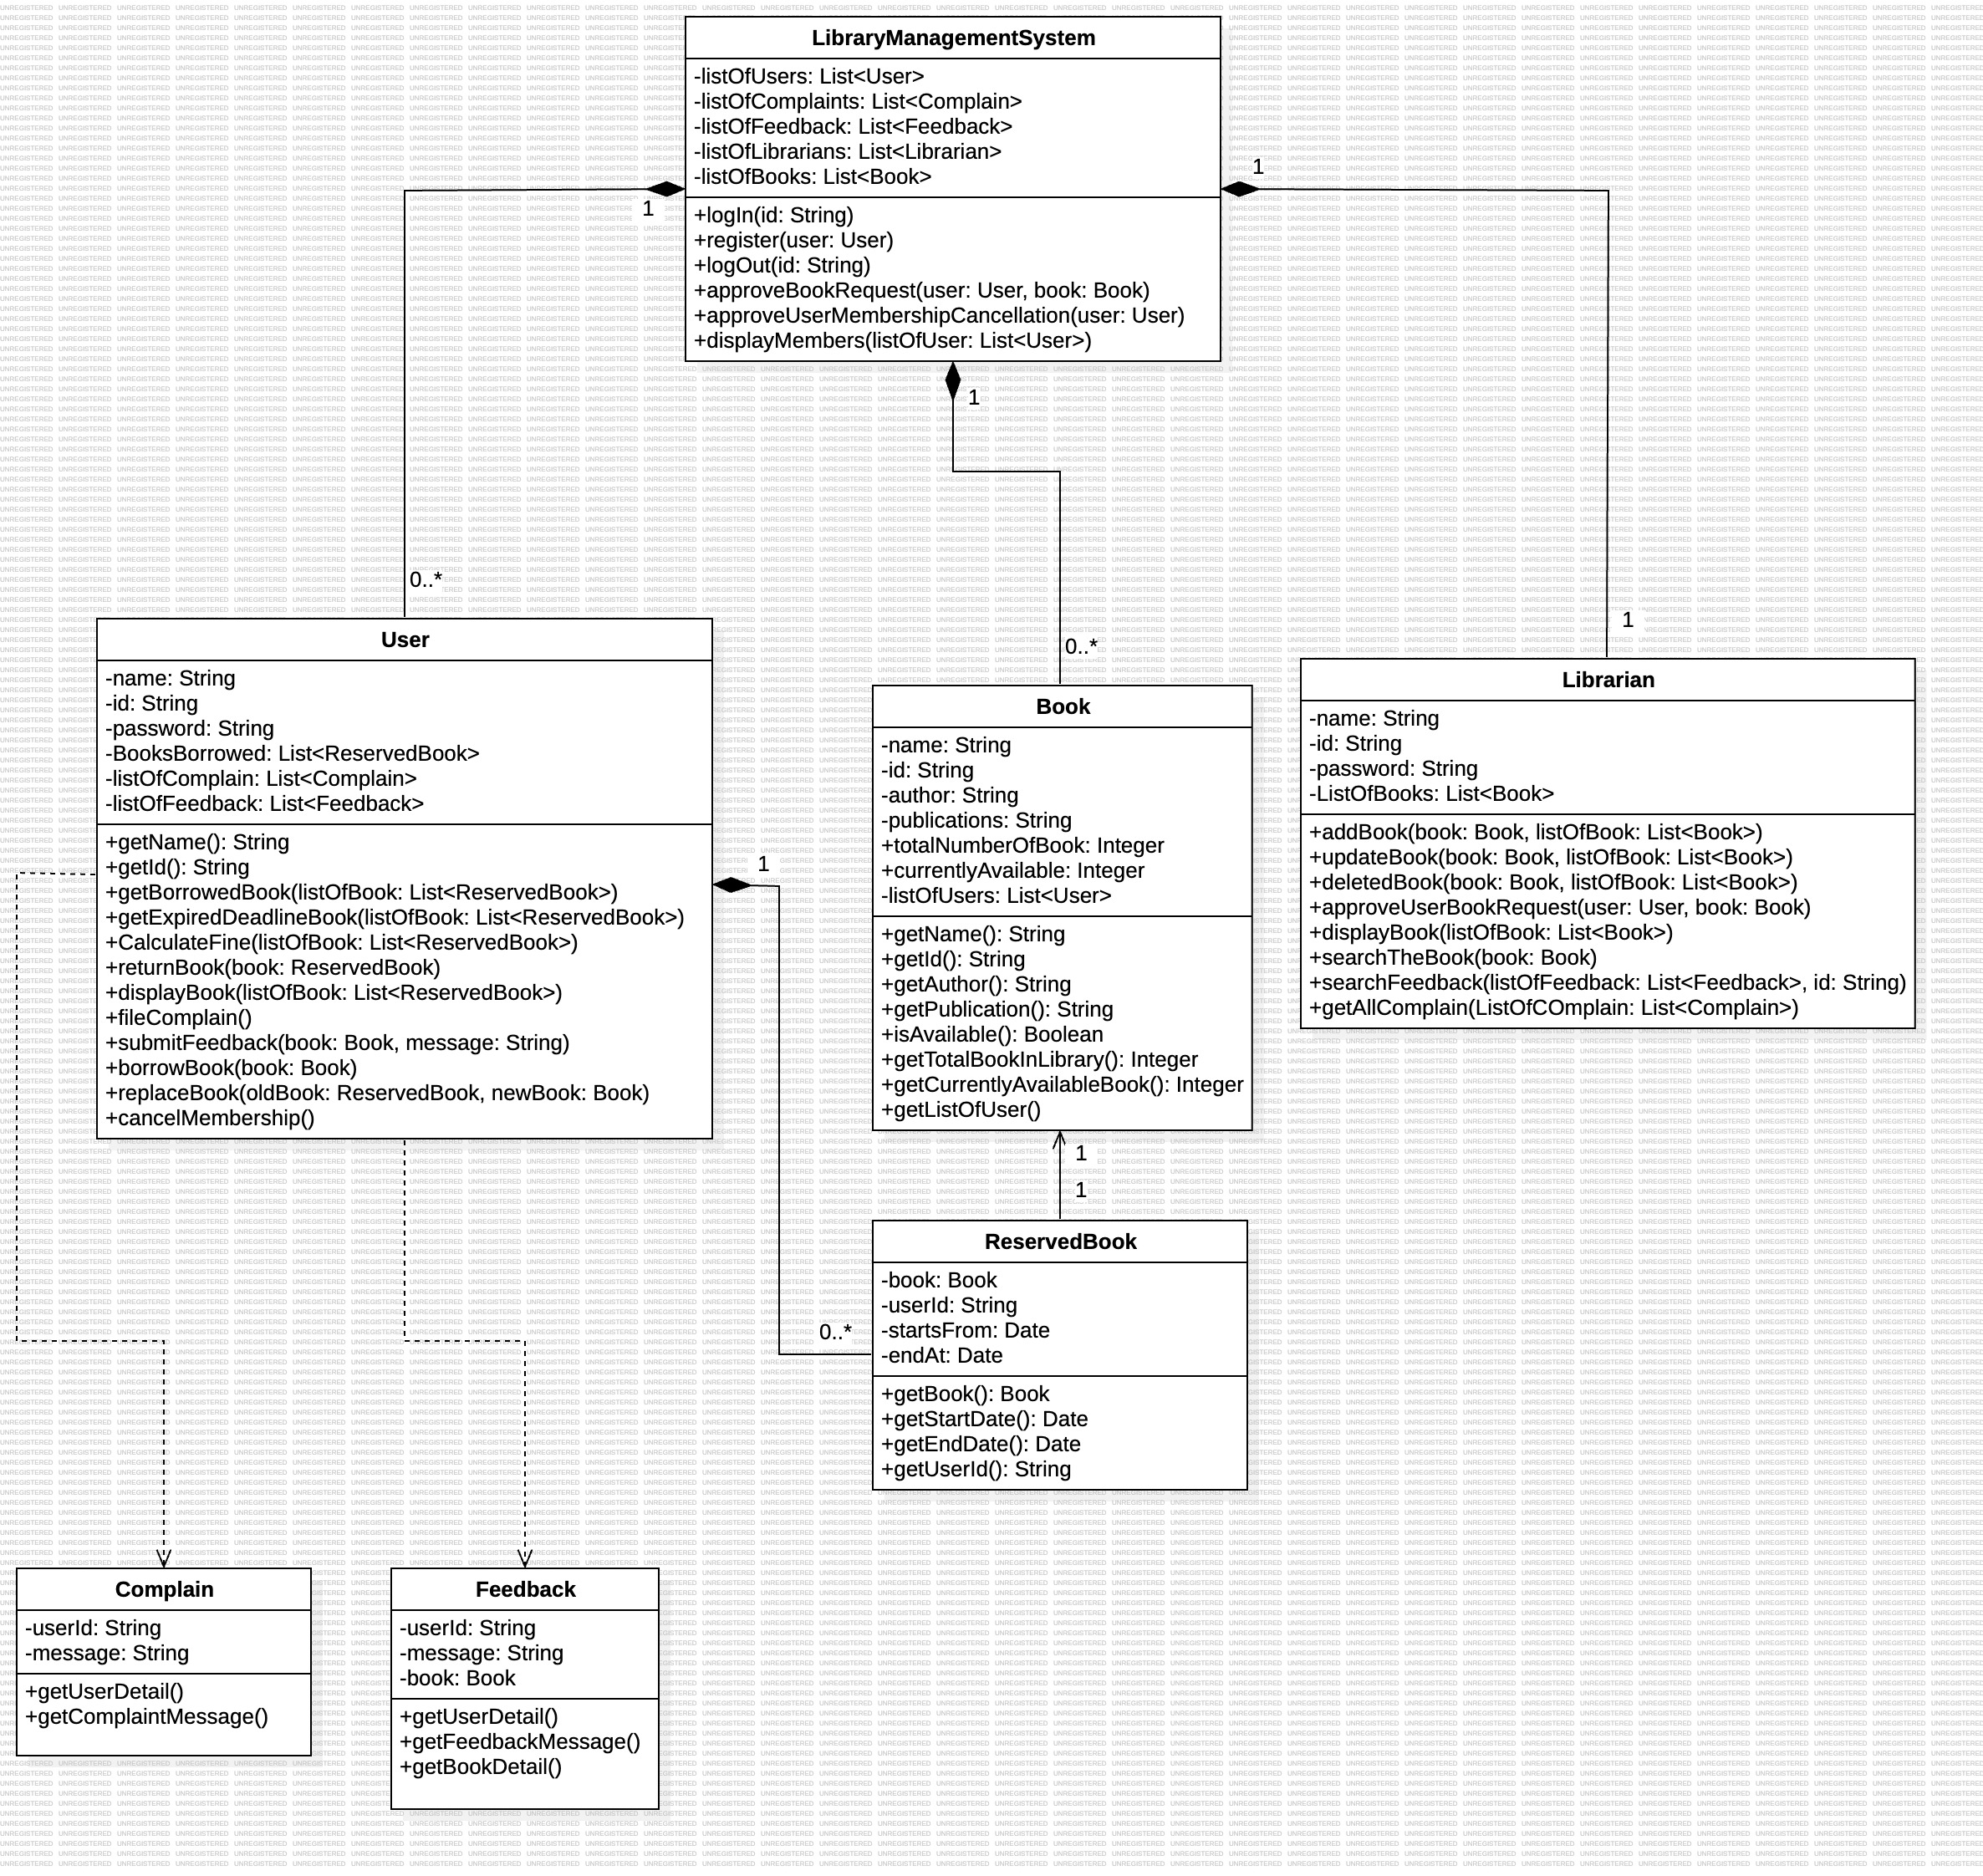 LibraryManagementSystem
-listOfUsers: List<User>
-listOfComplaints: List<Complain>
-listOfFeedback: List<Feedback>
-listOfLibrarians: List<Librarian>
-listOfBooks: List<Book>
+logIn(id: String)
+register(user: User)
+logOut(id: String)
+approveBookRequest(user: User, book: Book)
+approveUserMembershipCancellation(user: User)
+displayMembers(listOfUser: List<User>)
1
1
1
0..*
0..*
1
User
-name: String
-id: String
-password: String
-BooksBorrowed: List<ReservedBook>
-listOfComplain: List<Complain>
-listOfFeedback: List<Feedback>
+getName(): String
+getId(): String
+getBorrowedBook(listOfBook: List<ReservedBook>)
+getExpiredDeadlineBook(listOfBook: List<ReservedBook>)
+CalculateFine(listOfBook: List<ReservedBook>)
+returnBook(book: ReservedBook)
+displayBook(listOfBook: List<ReservedBook>)
+fileComplain()
+submitFeedback(book: Book, message: String)
+borrowBook(book: Book)
+replaceBook(oldBook: ReservedBook, newBook: Book)
+cancelMembership()
1
0..*
Book
-name: String
-id: String
-author: String
-publications: String
+totalNumberOfBook: Integer
+currentlyAvailable: Integer
-listOfUsers: List<User>
+getName(): String
+getId(): String
+getAuthor(): String
+getPublication(): String
+isAvailable(): Boolean
+getTotalBookInLibrary(): Integer
+getCurrentlyAvailableBook(): Integer
+getListOfUser()
Librarian
-name: String
-id: String
-password: String
-ListOfBooks: List<Book>
+addBook(book: Book, listOfBook: List<Book>)
+updateBook(book: Book, listOfBook: List<Book>)
+deletedBook(book: Book, listOfBook: List<Book>)
+approveUserBookRequest(user: User, book: Book)
+displayBook(listOfBook: List<Book>)
+searchTheBook(book: Book)
+searchFeedback(listOfFeedback: List<Feedback>, id: String)
+getAllComplain(ListOfCOmplain: List<Complain>)
1
1
ReservedBook
-book: Book
-userId: String
-startsFrom: Date
-endAt: Date
+getBook(): Book
+getStartDate(): Date
+getEndDate(): Date
+getUserId(): String
Complain
-userId: String
-message: String
+getUserDetail()
+getComplaintMessage()
Feedback
-userId: String
-message: String
-book: Book
+getUserDetail()
+getFeedbackMessage()
+getBookDetail()
UNREGISTERED